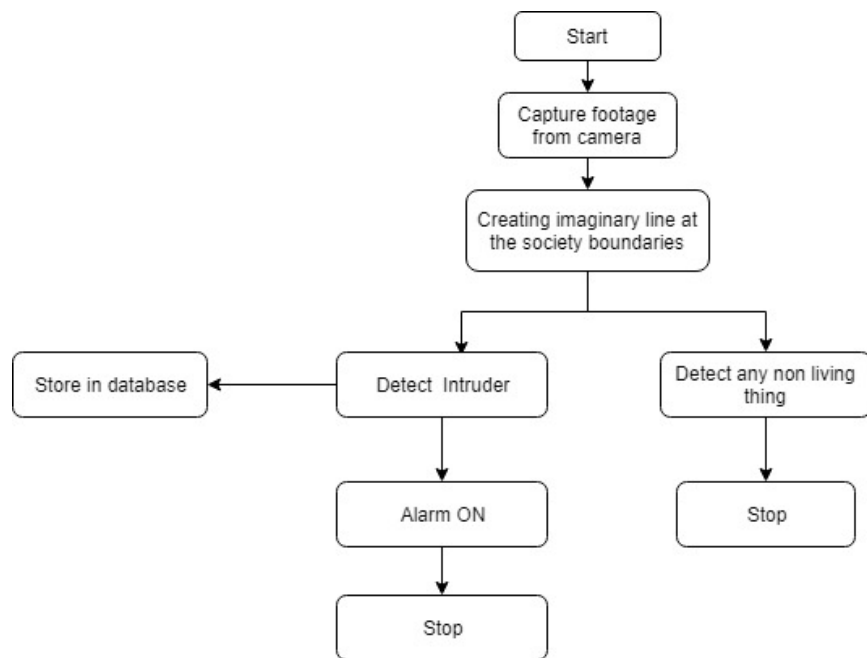 Start
Capture footage
from camera
Creating imaginary line at
the society boundaries
Store in database
Detect Intruder
Detect any non living
thing
Alarm ON
Stop
Stop